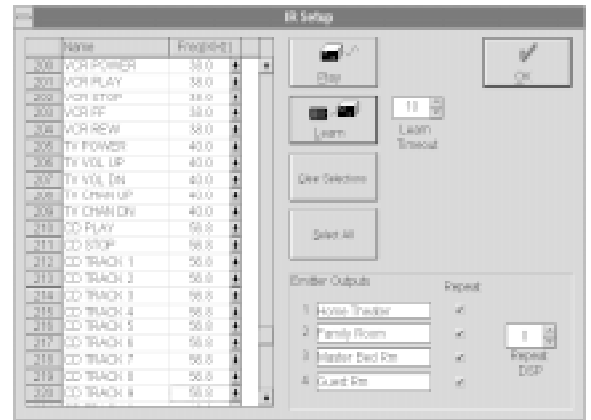 IR Setup
Name Freq(kHz)
200 VCR POWER 38.0
201 VCR PLAY 38.0
202 VCR STOP 38.0
203 VCR FF 38.0
204 VCR REW 38.0
205 TV POWER 40.0
206 TV VOL UP 40.0
207 TV VOL DN 40.0
208 TV CHAN UP 40.0
209 TV CHAN DN 40.0
210 CD PLAY 56.8
211 CD STOP 56.8
212 CD TRACK 1 56.8
213 CD TRACK 2 56.8
214 CD TRACK 3 56.8
215 CD TRACK 4 56.8
216 CD TRACK 5 56.8
217 CD TRACK 6 56.8
218 CD TRACK 7 56.8
219 CD TRACK 8 56.8
220 CD TRACK 9 56.8
Play
OK
Learn
10
Learn
Timeout
Clear Selections
Select All
Emitter Outputs Repeat
1 Home Theater
2 Family Room
3 Master Bed Rm
4 Guest Rm
Repeat